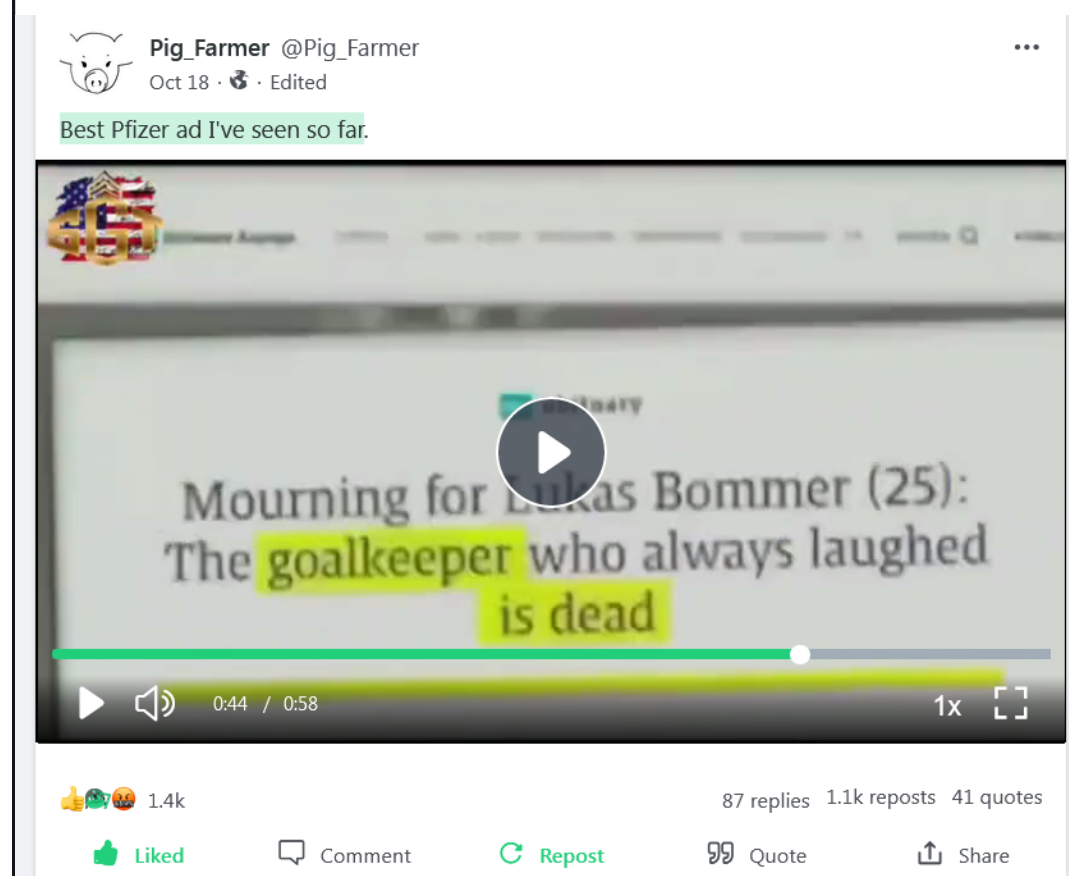 Pig_Farmer @Pig_Farmer
Oct 18 · · Edited
Best Pfizer ad I've seen so far.
SGT
obituary
Mourning for Lukas Bommer (25):
The goalkeeper who always laughed
is dead
0:44 / 0:58
1x
1.4k
87 replies 1.1k reposts 41 quotes
Liked Comment Repost Quote Share